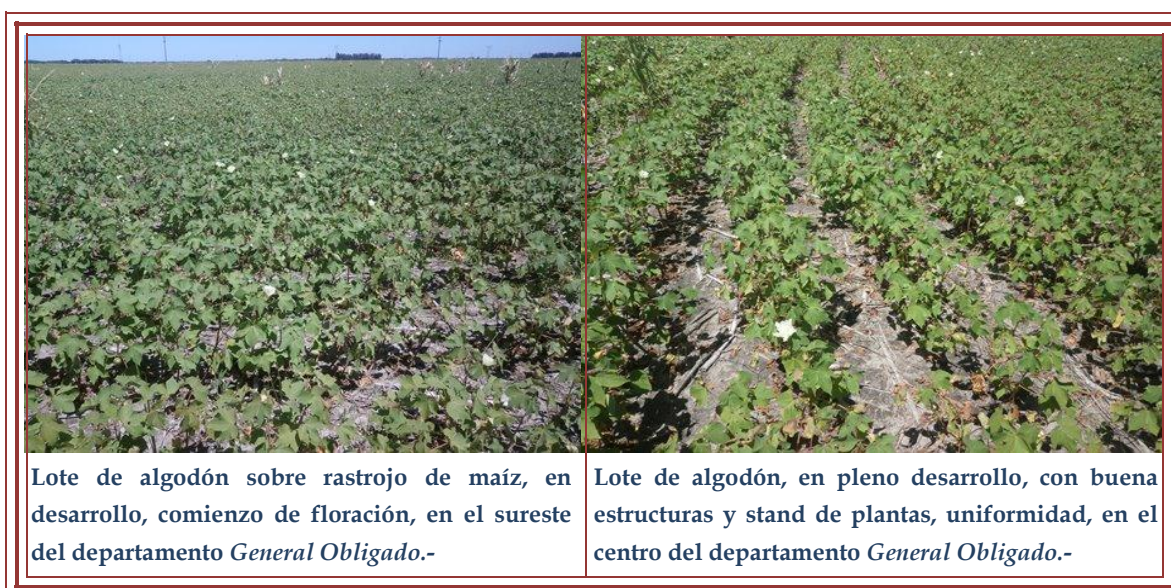 Lote de algodón sobre rastrojo de maíz, en
desarrollo, comienzo de floración, en el sureste
del departamento General Obligado.-
Lote de algodón, en pleno desarrollo, con buena
estructuras y stand de plantas, uniformidad, en el
centro del departamento General Obligado.-